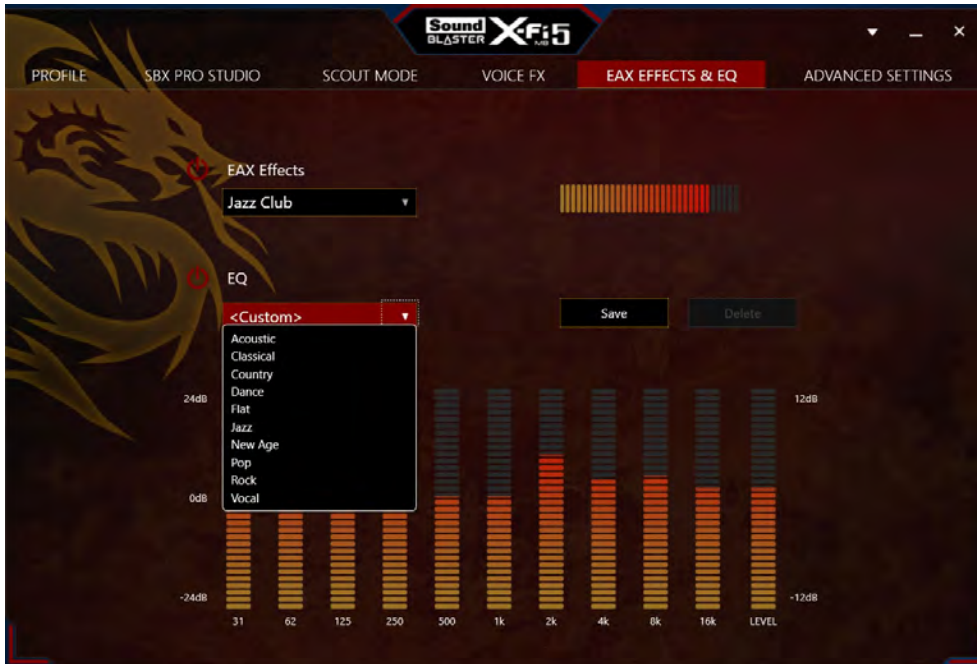 Sound BLASTER X-Fi MB 5
PROFILE SBX PRO STUDIO SCOUT MODE VOICE FX EAX EFFECTS & EQ ADVANCED SETTINGS
EAX Effects
Jazz Club
EQ
<Custom> Save Delete
Acoustic
Classical
Country
Dance
24dB 12dB
Flat
Jazz
New Age
Pop
Rock
0dB Vocal
-24dB -12dB
31 62 125 250 500 1k 2k 4k 8k 16k LEVEL